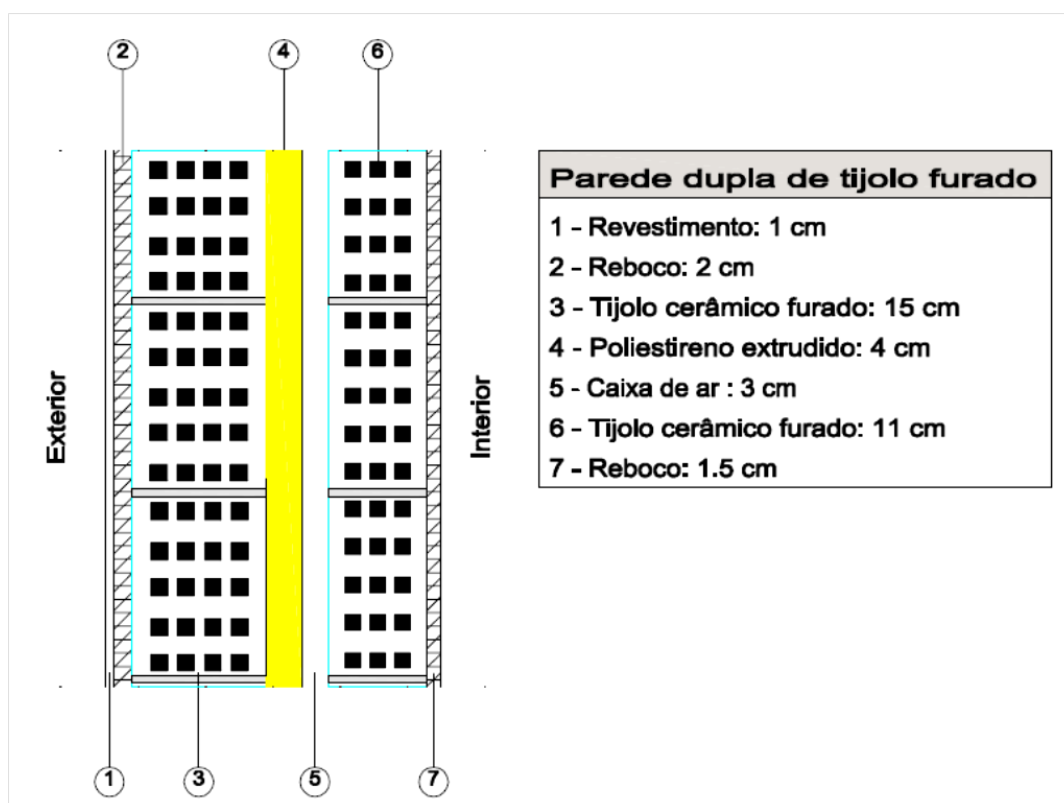 2
4
6
Exterior
Interior
Parede dupla de tijolo furado
1 - Revestimento: 1 cm
2 - Reboco: 2 cm
3 - Tijolo cerâmico furado: 15 cm
4 - Poliestireno extrudido: 4 cm
5 - Caixa de ar : 3 cm
6 - Tijolo cerâmico furado: 11 cm
7 - Reboco: 1.5 cm
1
3
5
7